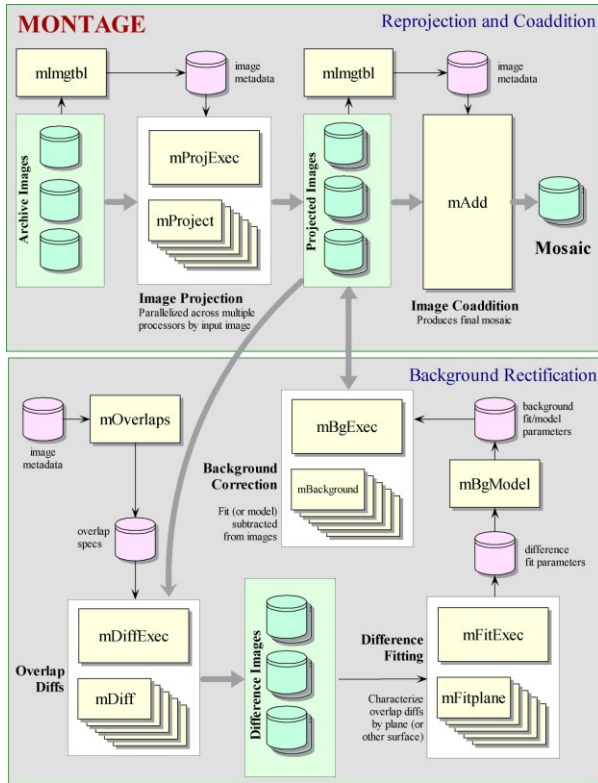 MONTAGE
Reprojection and Coaddition
mImgtbl
image
metadata
mImgtbl
image
metadata
Archive Images
mProjExec
mProject
Projected Images
mAdd
Mosaic
Image Projection
Parallelized across multiple
processors by input image
Image Coaddition
Produces final mosaic
Background Rectification
image
metadata
mOverlaps
overlap
specs
mBgExec
Background
Correction
mBackground
Fit (or model)
subtracted
from images
background
fit/model
parameters
mBgModel
difference
fit parameters
Overlap
Diffs
mDiffExec
mDiff
Difference Images
Difference
Fitting
Characterize
overlap diffs
by plane (or
other surface)
mFitExec
mFitplane